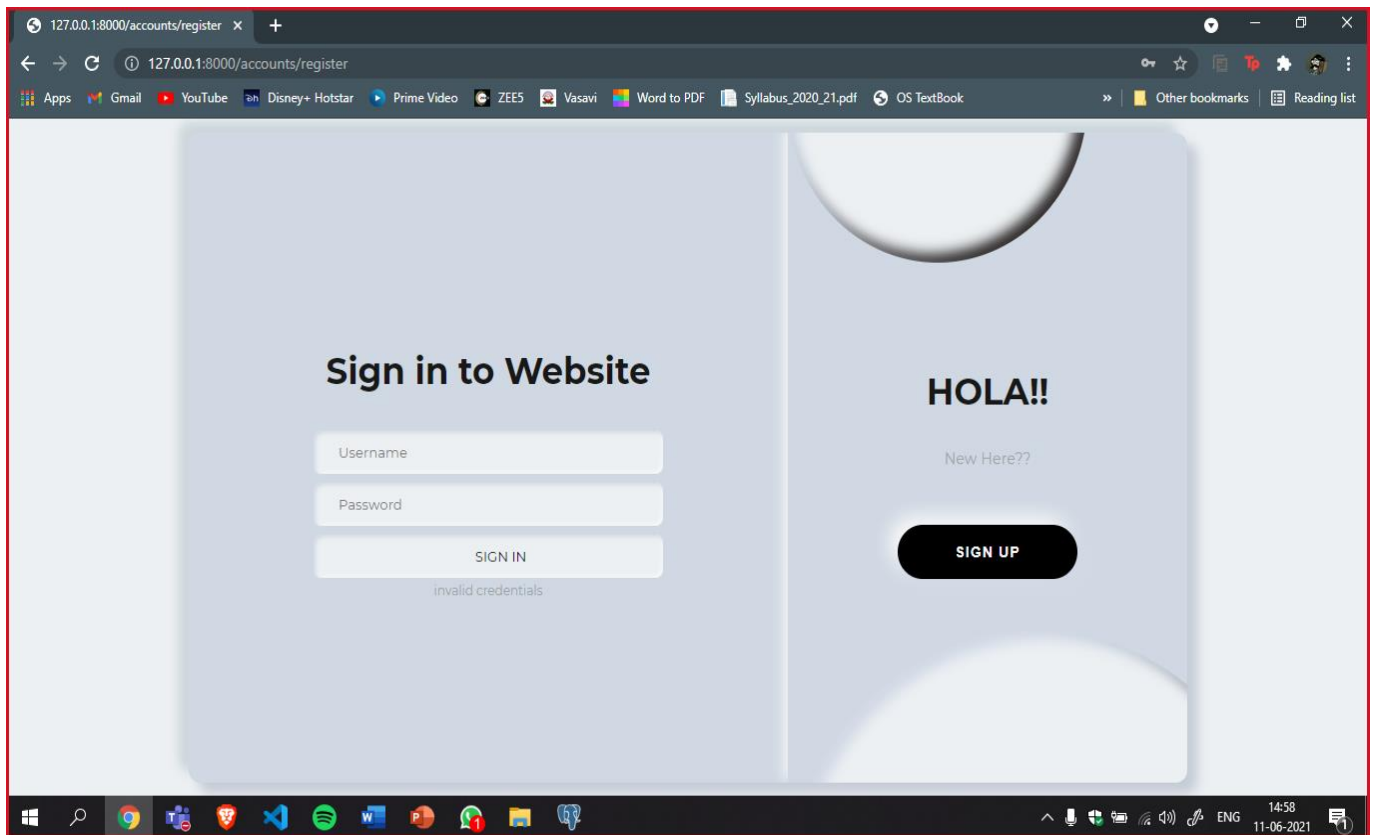 127.0.0.1:8000/accounts/register
127.0.0.1:8000/accounts/register
Apps Gmail YouTube Disney+ Hotstar Prime Video ZEE5 Vasavi Word to PDF Syllabus_2020_21.pdf OS TextBook » Other bookmarks Reading list
Sign in to Website
Username
Password
SIGN IN
invalid credentials
HOLA!!
New Here??
SIGN UP
ENG
14:58
11-06-2021